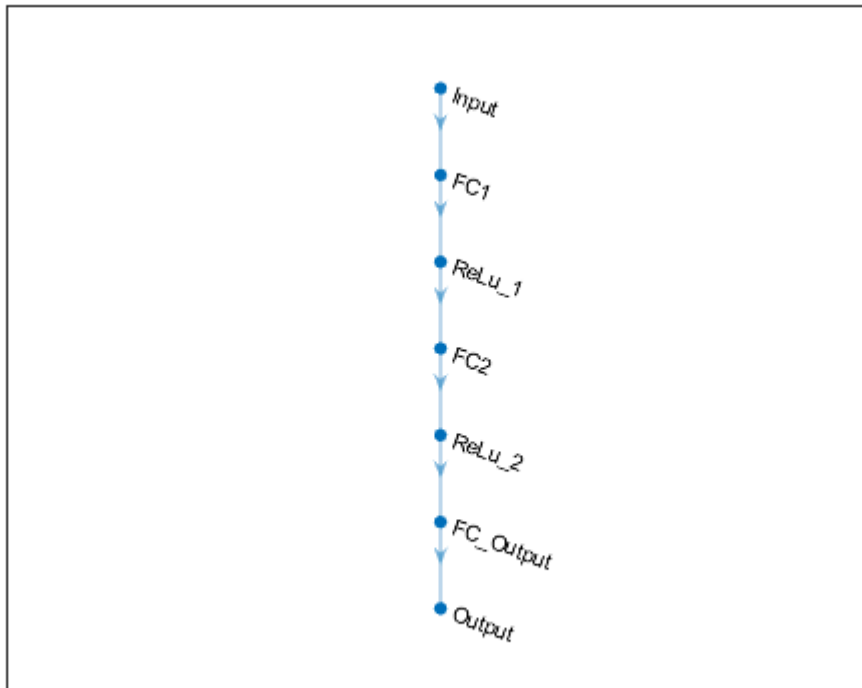 Input
FC1
ReLu_1
FC2
ReLu_2
FC_Output
Output